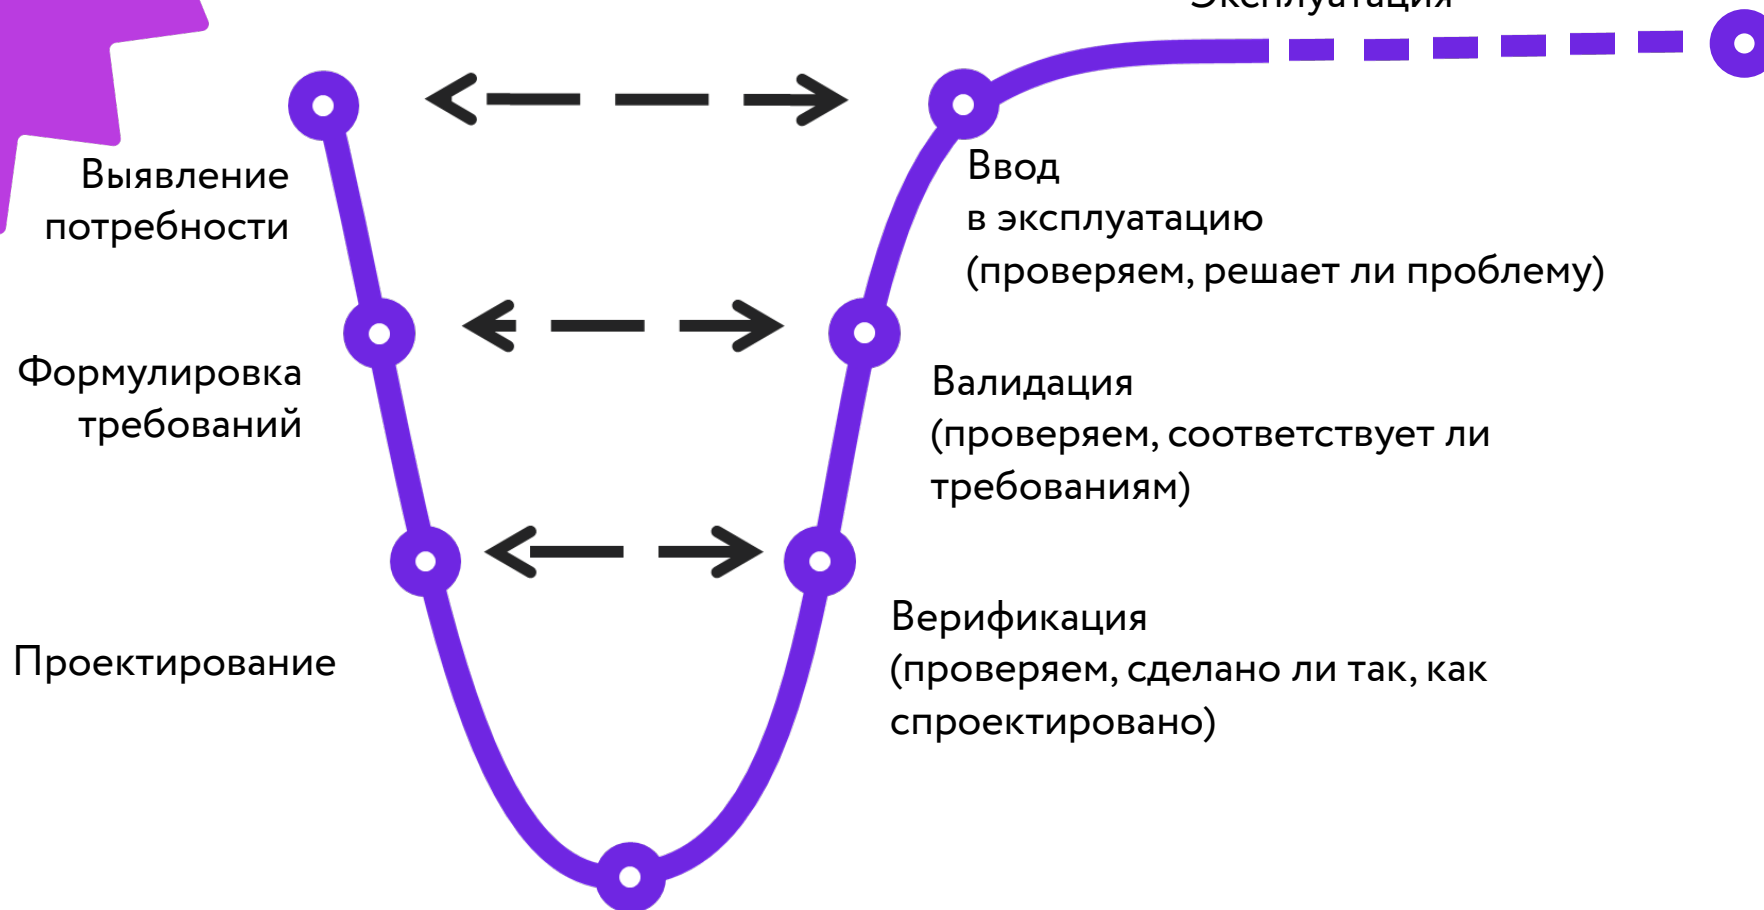 Эксплуатация
Выявление
потребности
Ввод
в эксплуатацию
(проверяем, решает ли проблему)
Формулировка
требований
Валидация
(проверяем, соответствует ли
требованиям)
Проектирование
Верификация
(проверяем, сделано ли так, как
спроектировано)